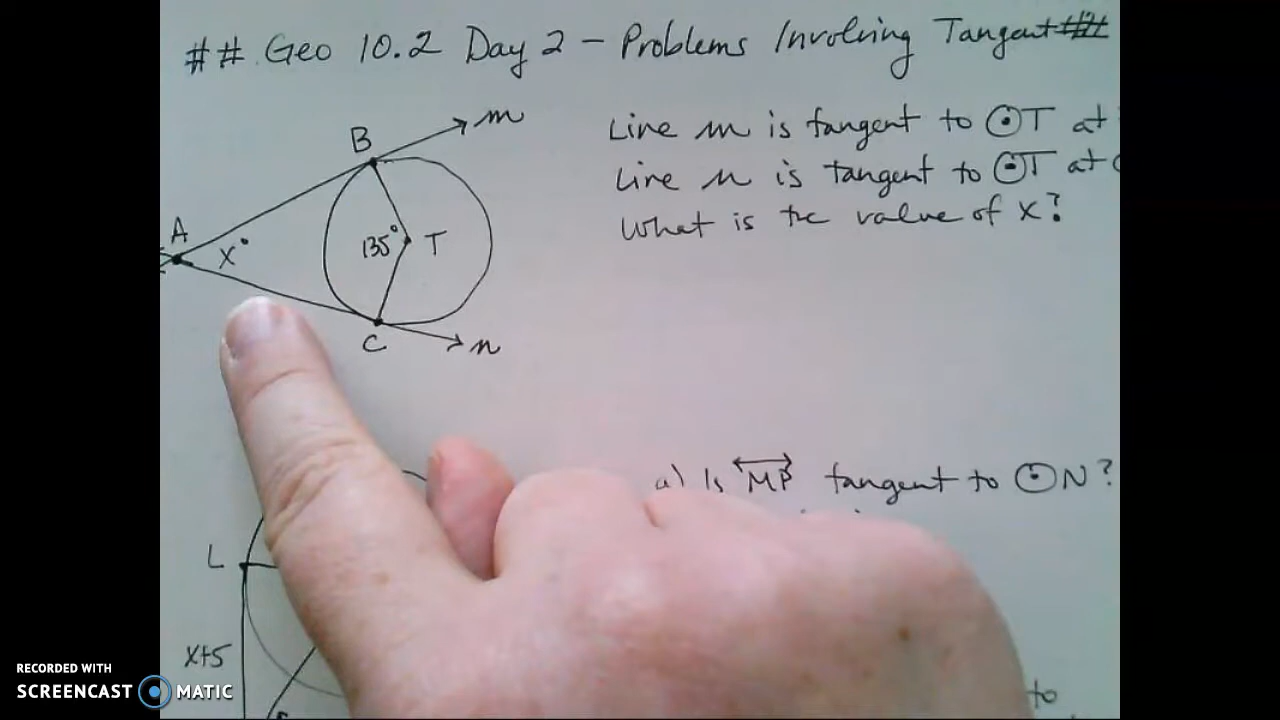 ## Geo 10.2 Day 2 - Problems Involving Tangent
Line m is tangent to ⊙T at
Line n is tangent to ⊙T at
What is the value of x?
m
B
A
x°
135°
T
C
n
a) Is MP tangent to ⊙N?
L
x+5
to
RECORDED WITH
SCREENCAST MATIC